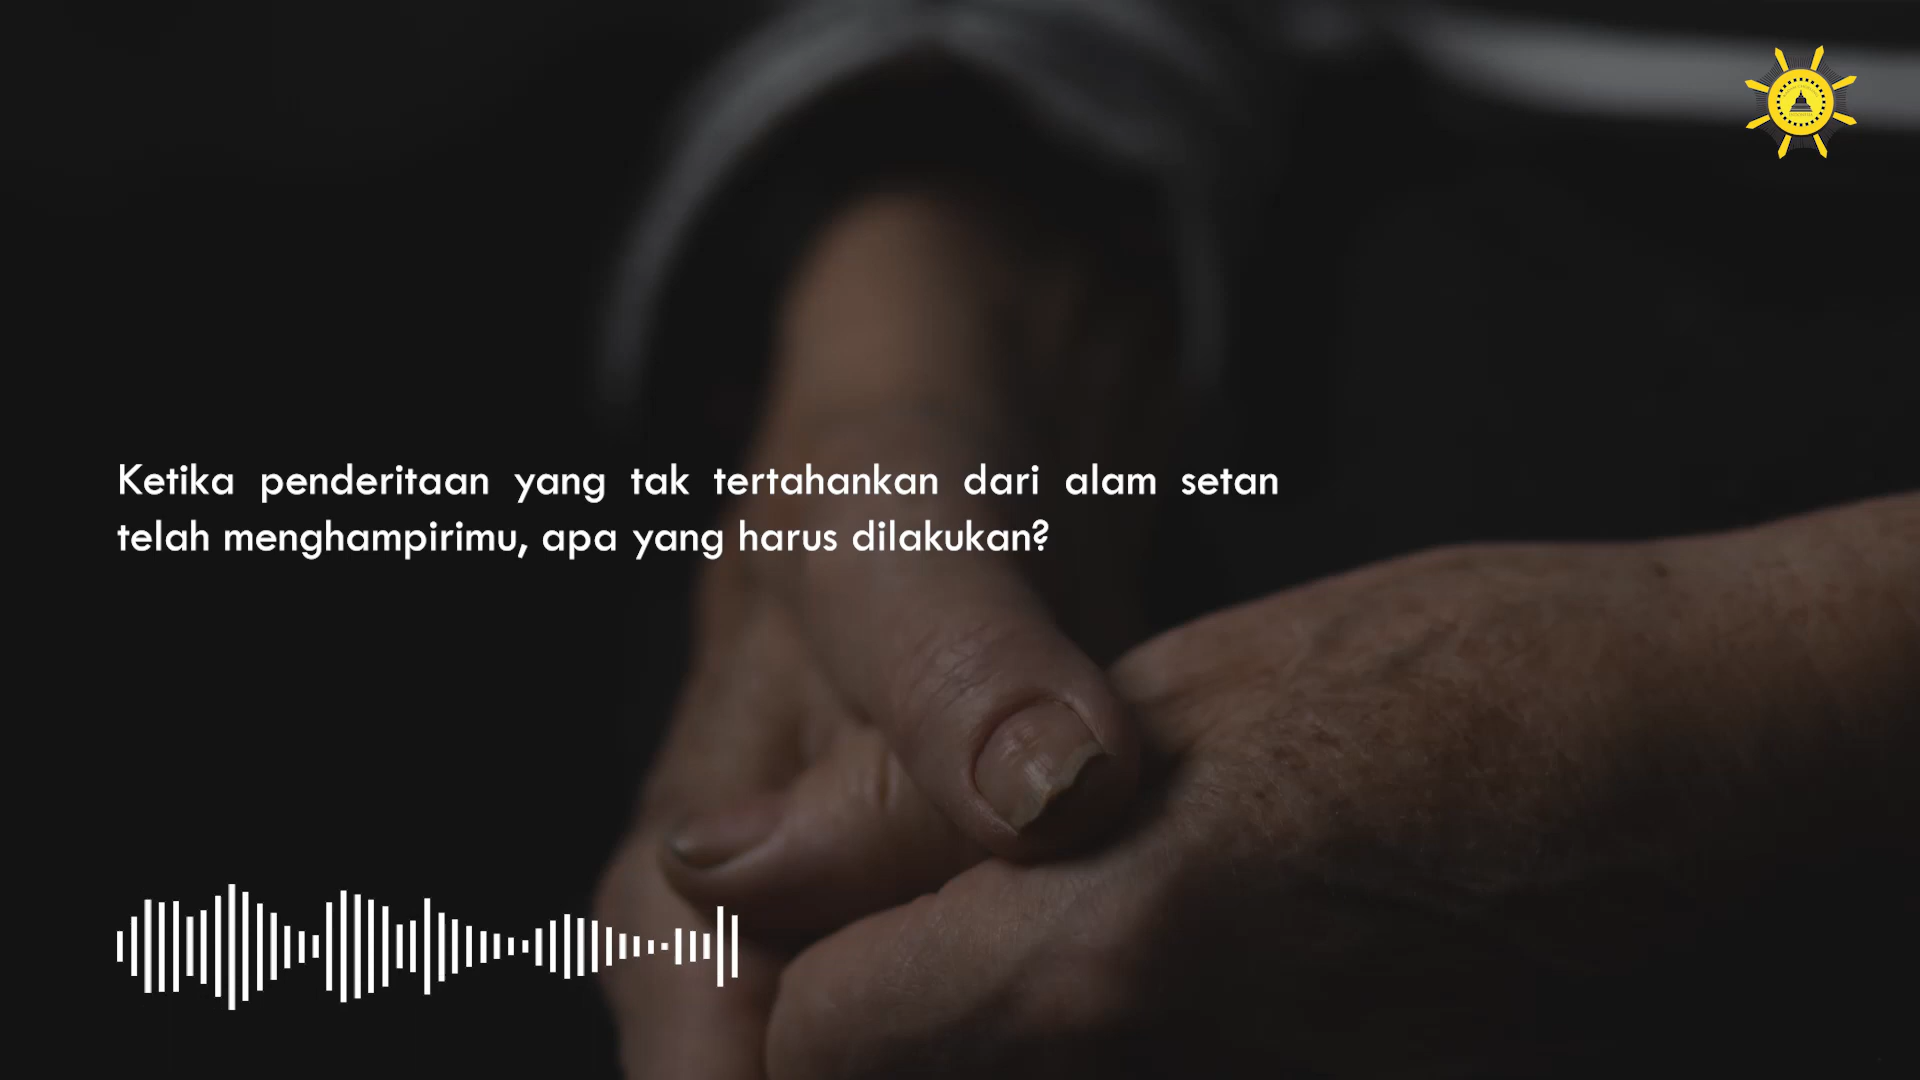 Ketika penderitaan yang tak tertahankan dari alam setan
telah menghampirimu, apa yang harus dilakukan?